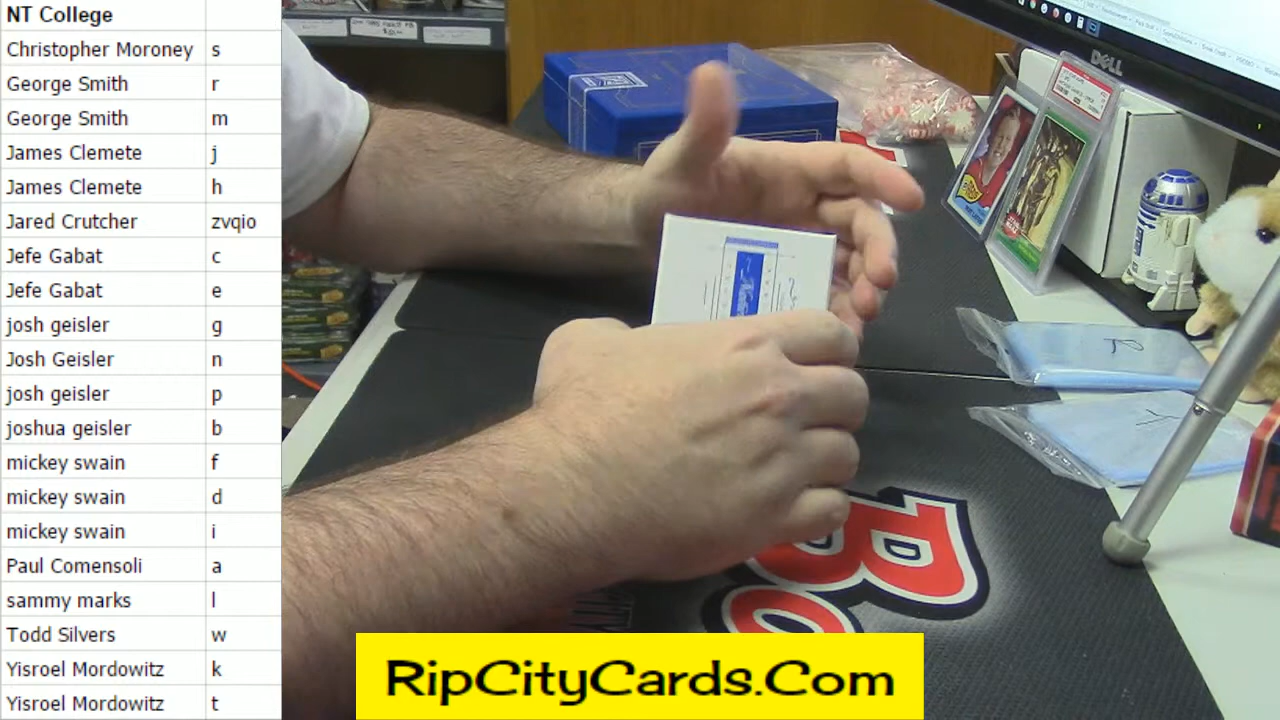 NT College
Christopher Moroney s
George Smith r
George Smith m
James Clemete j
James Clemete h
Jared Crutcher zvqio
Jefe Gabat c
Jefe Gabat e
josh geisler g
Josh Geisler n
josh geisler p
joshua geisler b
mickey swain f
mickey swain d
mickey swain i
Paul Comensoli a
sammy marks l
Todd Silvers w
Yisroel Mordowitz k
Yisroel Mordowitz t
DELL
R
Y
B
Bo
RipCityCards.Com